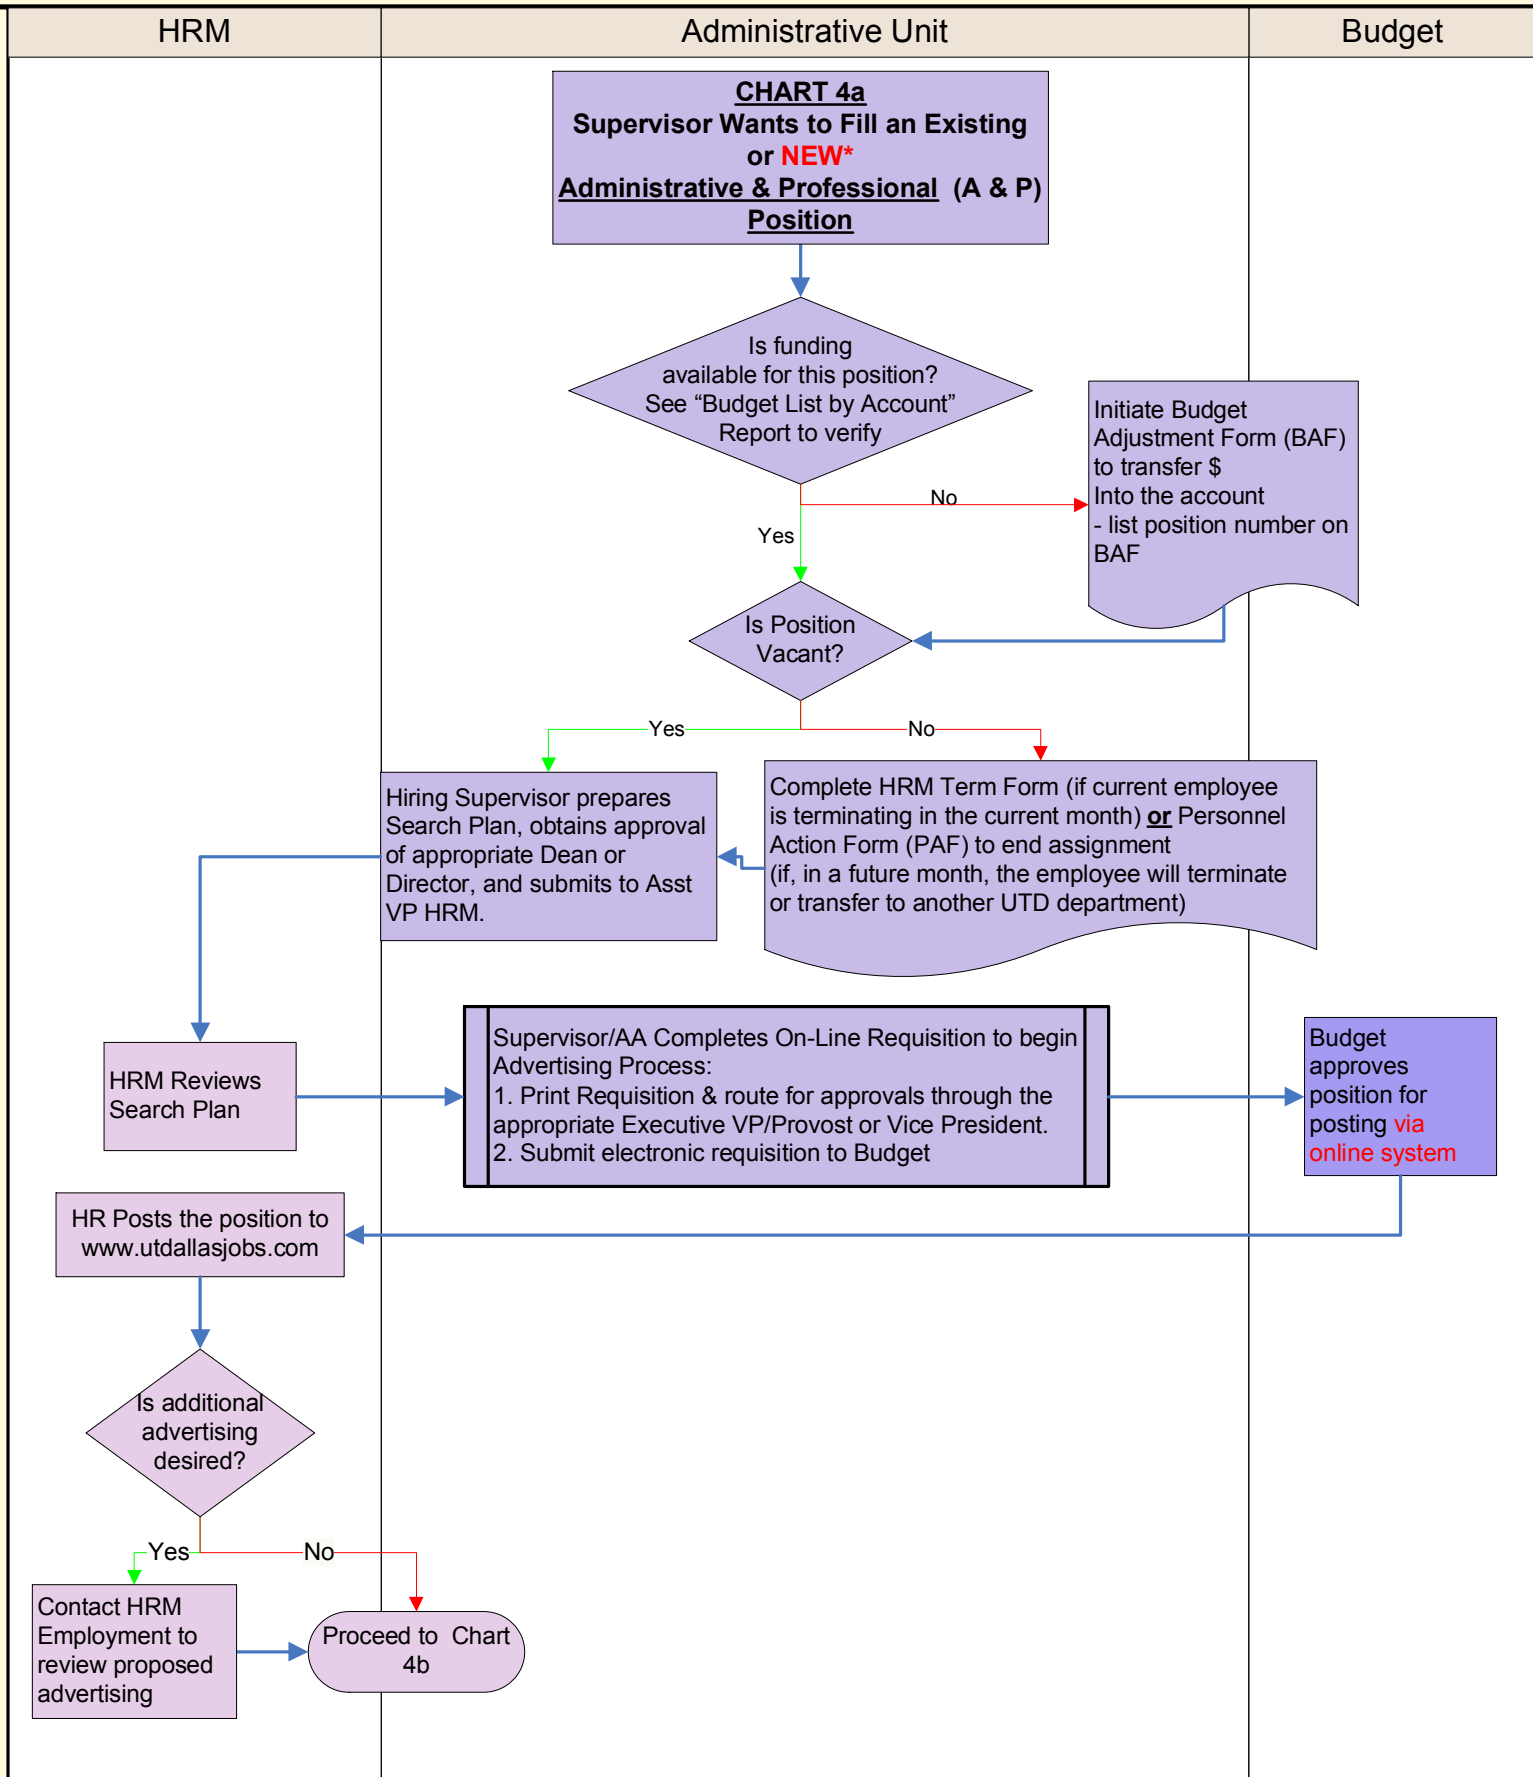 HRM
Administrative Unit
Budget
CHART 4a
Supervisor Wants to Fill an Existing
or NEW*
Administrative & Professional (A & P)
Position
Is funding
available for this position?
See “Budget List by Account”
Report to verify
Initiate Budget
Adjustment Form (BAF)
to transfer $
Into the account
- list position number on
BAF
No
Yes
Is Position
Vacant?
Yes
No
Hiring Supervisor prepares
Search Plan, obtains approval
of appropriate Dean or
Director, and submits to Asst
VP HRM.
Complete HRM Term Form (if current employee
is terminating in the current month) or Personnel
Action Form (PAF) to end assignment
(if, in a future month, the employee will terminate
or transfer to another UTD department)
HRM Reviews
Search Plan
Supervisor/AA Completes On-Line Requisition to begin
Advertising Process:
1. Print Requisition & route for approvals through the
appropriate Executive VP/Provost or Vice President.
2. Submit electronic requisition to Budget
Budget
approves
position for
posting via
online system
HR Posts the position to
www.utdallasjobs.com
Is additional
advertising
desired?
Yes
No
Contact HRM
Employment to
review proposed
advertising
Proceed to Chart
4b